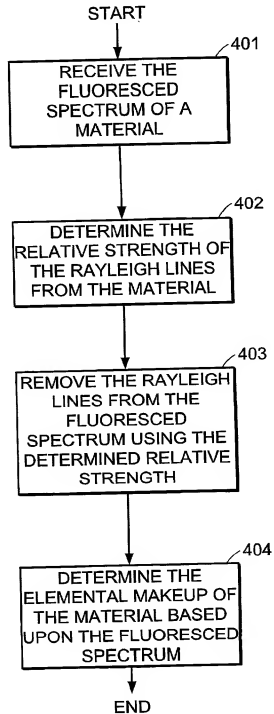 START
401
RECEIVE THE
FLUORESCED
SPECTRUM OF A
MATERIAL
402
DETERMINE THE
RELATIVE STRENGTH OF
THE RAYLEIGH LINES
FROM THE MATERIAL
403
REMOVE THE RAYLEIGH
LINES FROM THE
FLUORESCED
SPECTRUM USING THE
DETERMINED RELATIVE
STRENGTH
404
DETERMINE THE
ELEMENTAL MAKEUP OF
THE MATERIAL BASED
UPON THE FLUORESCED
SPECTRUM
END